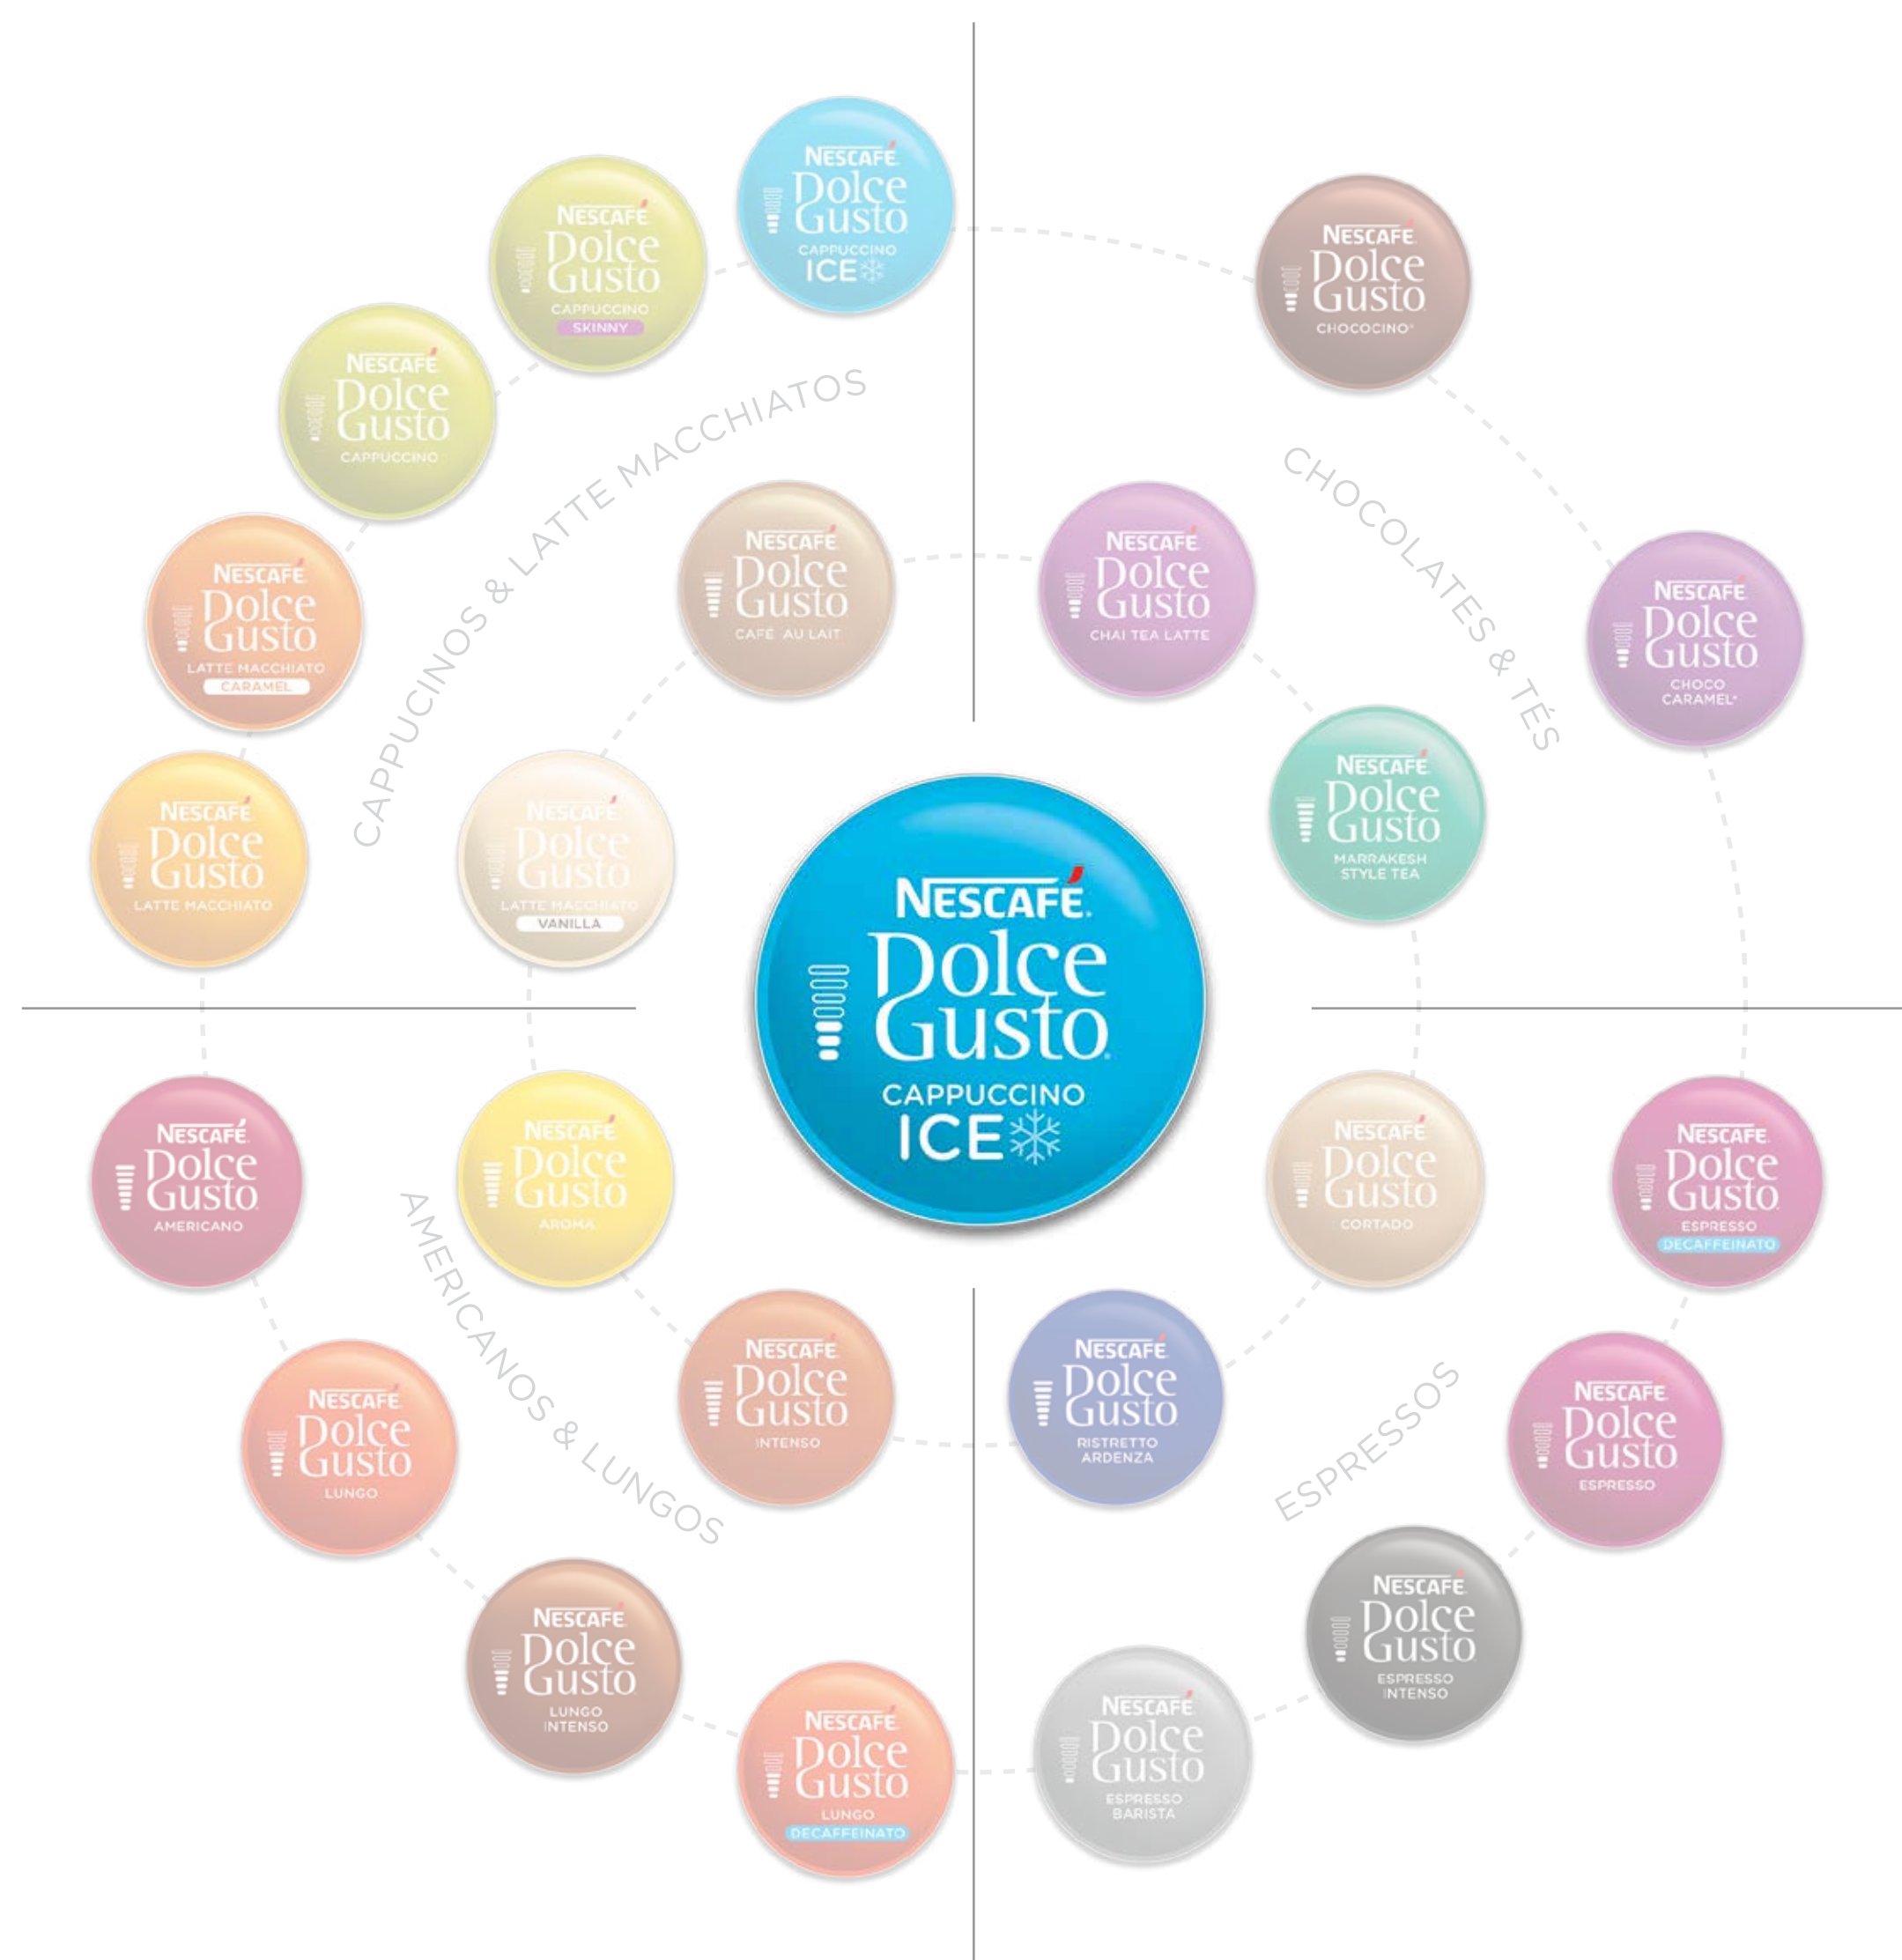 NESCAFÉ
Dolce
Gusto
CAPPUCCINO
ICE
NESCAFÉ
Dolce
Gusto
CAPPUCCINO
SKINNY
NESCAFÉ
Dolce
Gusto
CAPPUCCINO
NESCAFÉ
Dolce
Gusto
LATTE MACCHIATO
CARAMEL
NESCAFÉ
Dolce
Gusto
LATTE MACCHIATO
CAPPUCINOS & LATTE MACCHIATOS
NESCAFÉ
Dolce
Gusto
CAFÉ AU LAIT
NESCAFÉ
Dolce
Gusto
LATTE MACCHIATO
VANILLA
NESCAFÉ
Dolce
Gusto
CHOCOCINO*
NESCAFÉ
Dolce
Gusto
CHOCO
CARAMEL*
CHOCOLATES & TÉS
NESCAFÉ
Dolce
Gusto
CHAI TEA LATTE
NESCAFÉ
Dolce
Gusto
MARRAKESH
STYLE TEA
NESCAFÉ®
Dolce
Gusto®
CAPPUCCINO
ICE
NESCAFÉ
Dolce
Gusto
AMERICANO
NESCAFÉ
Dolce
Gusto
AROMA
NESCAFÉ
Dolce
Gusto
LUNGO
AMERICANOS & LUNGOS
NESCAFÉ
Dolce
Gusto
INTENSO
NESCAFÉ
Dolce
Gusto
LUNGO
INTENSO
NESCAFÉ
Dolce
Gusto
LUNGO
DECAFFEINATO
NESCAFÉ
Dolce
Gusto
CORTADO
NESCAFÉ
Dolce
Gusto
ESPRESSO
DECAFFEINATO
NESCAFÉ
Dolce
Gusto
RISTRETTO
ARDENZA
ESPRESSOS
NESCAFÉ
Dolce
Gusto
ESPRESSO
NESCAFÉ
Dolce
Gusto
ESPRESSO
INTENSO
NESCAFÉ
Dolce
Gusto
ESPRESSO
BARISTA